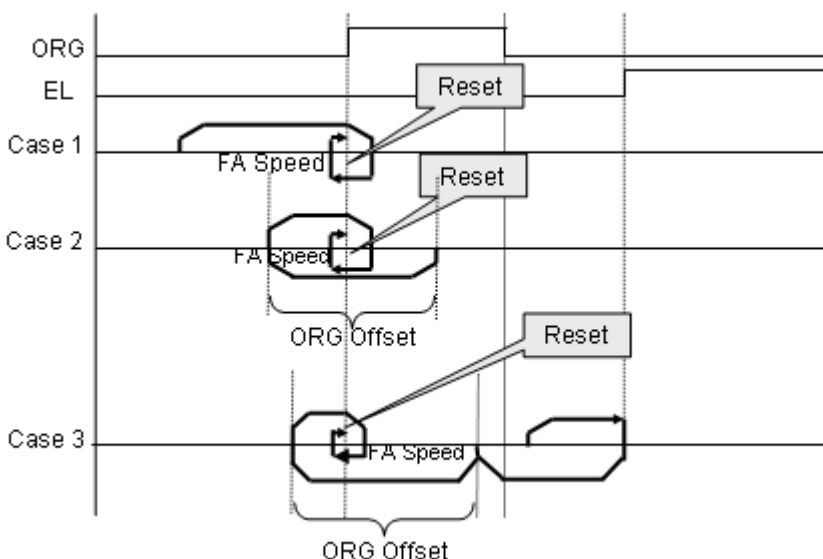 ORG
EL
Reset
Case 1
FA Speed
Reset
Case 2
FA Speed
ORG Offset
Reset
Case 3
FA Speed
ORG Offset